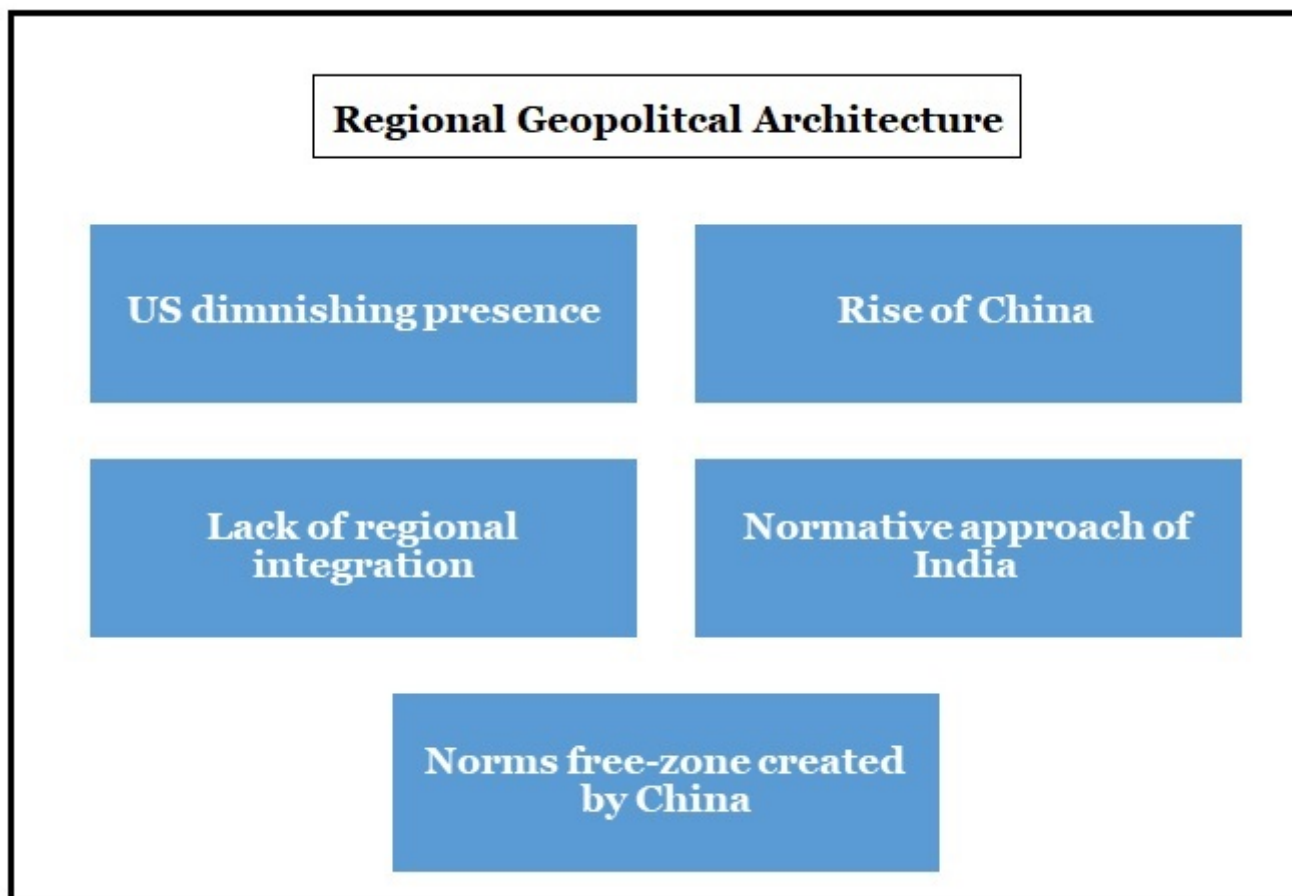 Regional Geopolitcal Architecture
US dimnishing presence
Rise of China
Lack of regional
integration
Normative approach of
India
Norms free-zone created
by China